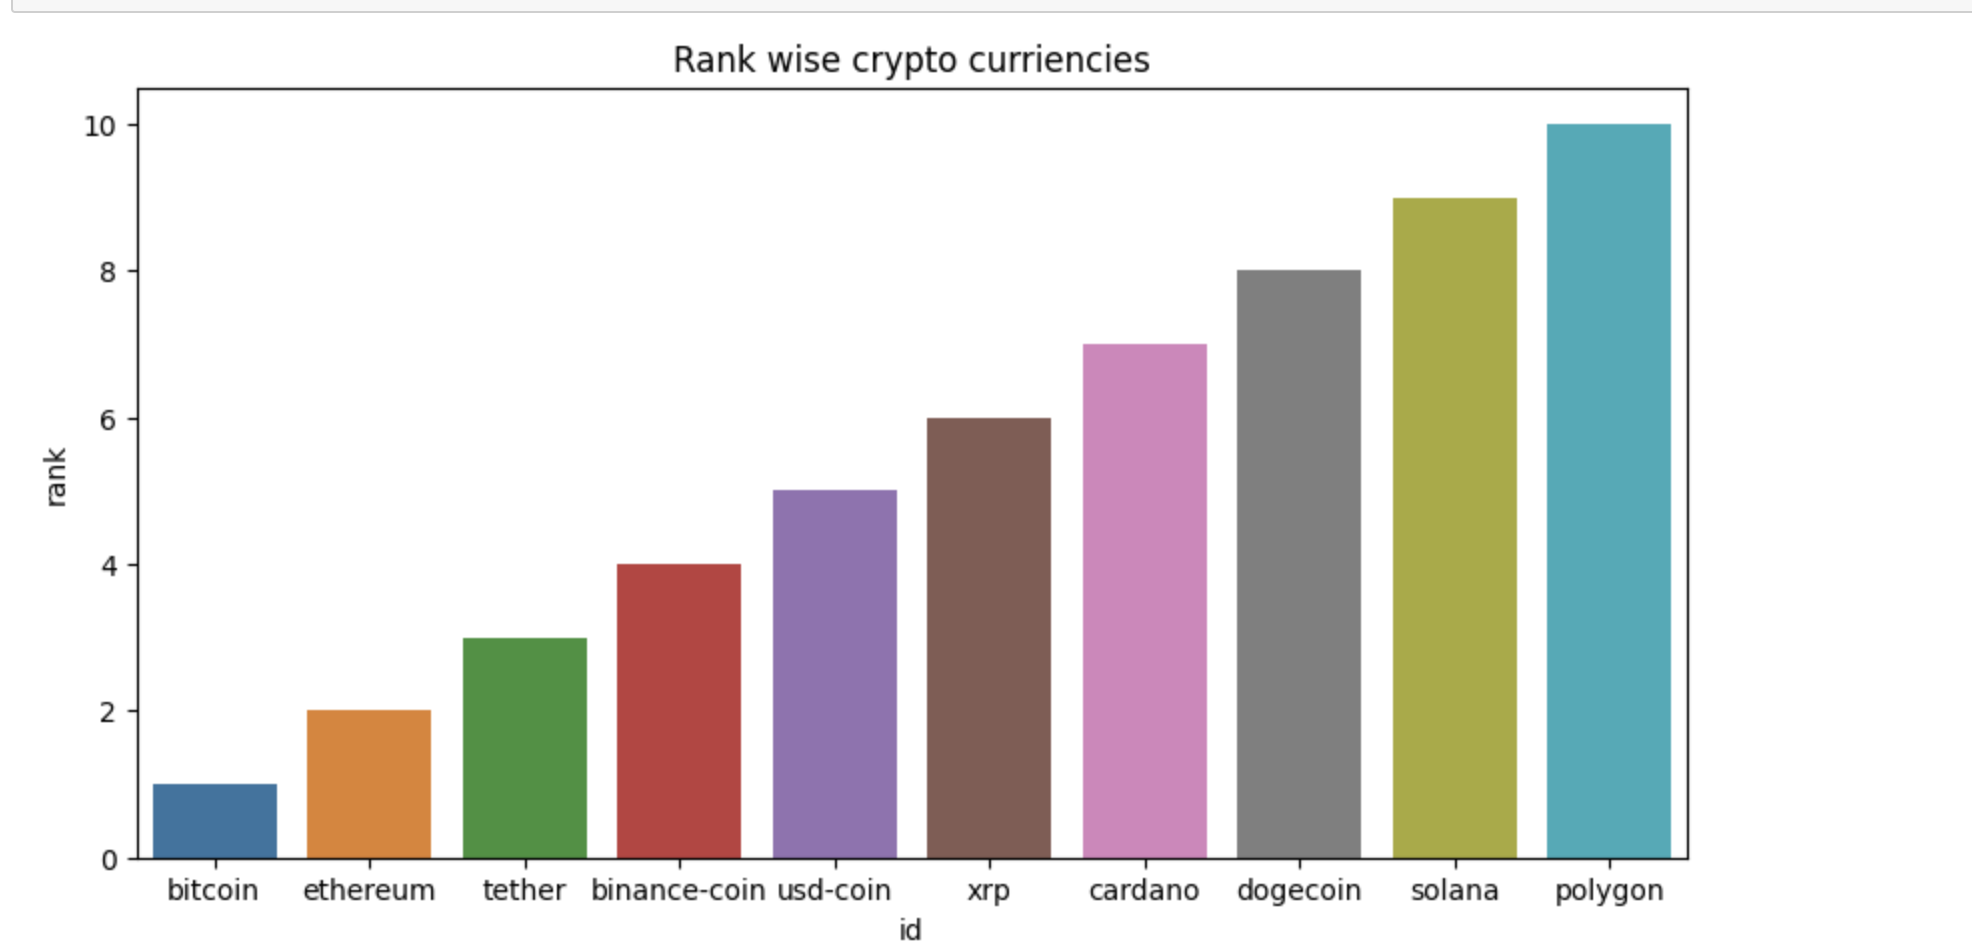 Rank wise crypto curriencies
10
8
6
4
2
0
rank
bitcoin ethereum tether binance-coin usd-coin xrp cardano dogecoin solana polygon
id